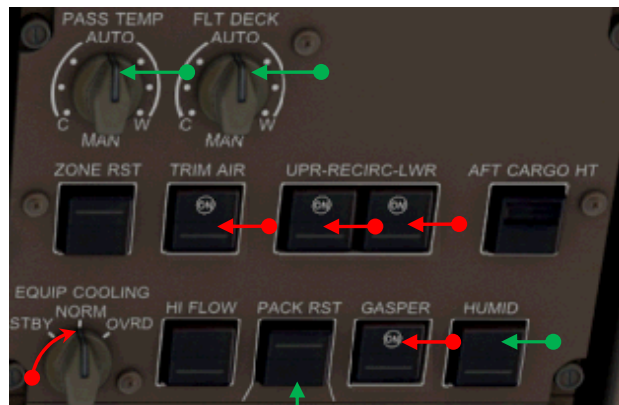 PASS TEMP FLT DECK
AUTO AUTO
C W C W
MAN MAN
ZONE RST TRIM AIR UPR-RECIRC-LWR AFT CARGO HT
ON ON ON
EQUIP COOLING
NORM HI FLOW PACK RST GASPER HUMID
STBY OVRD
ON